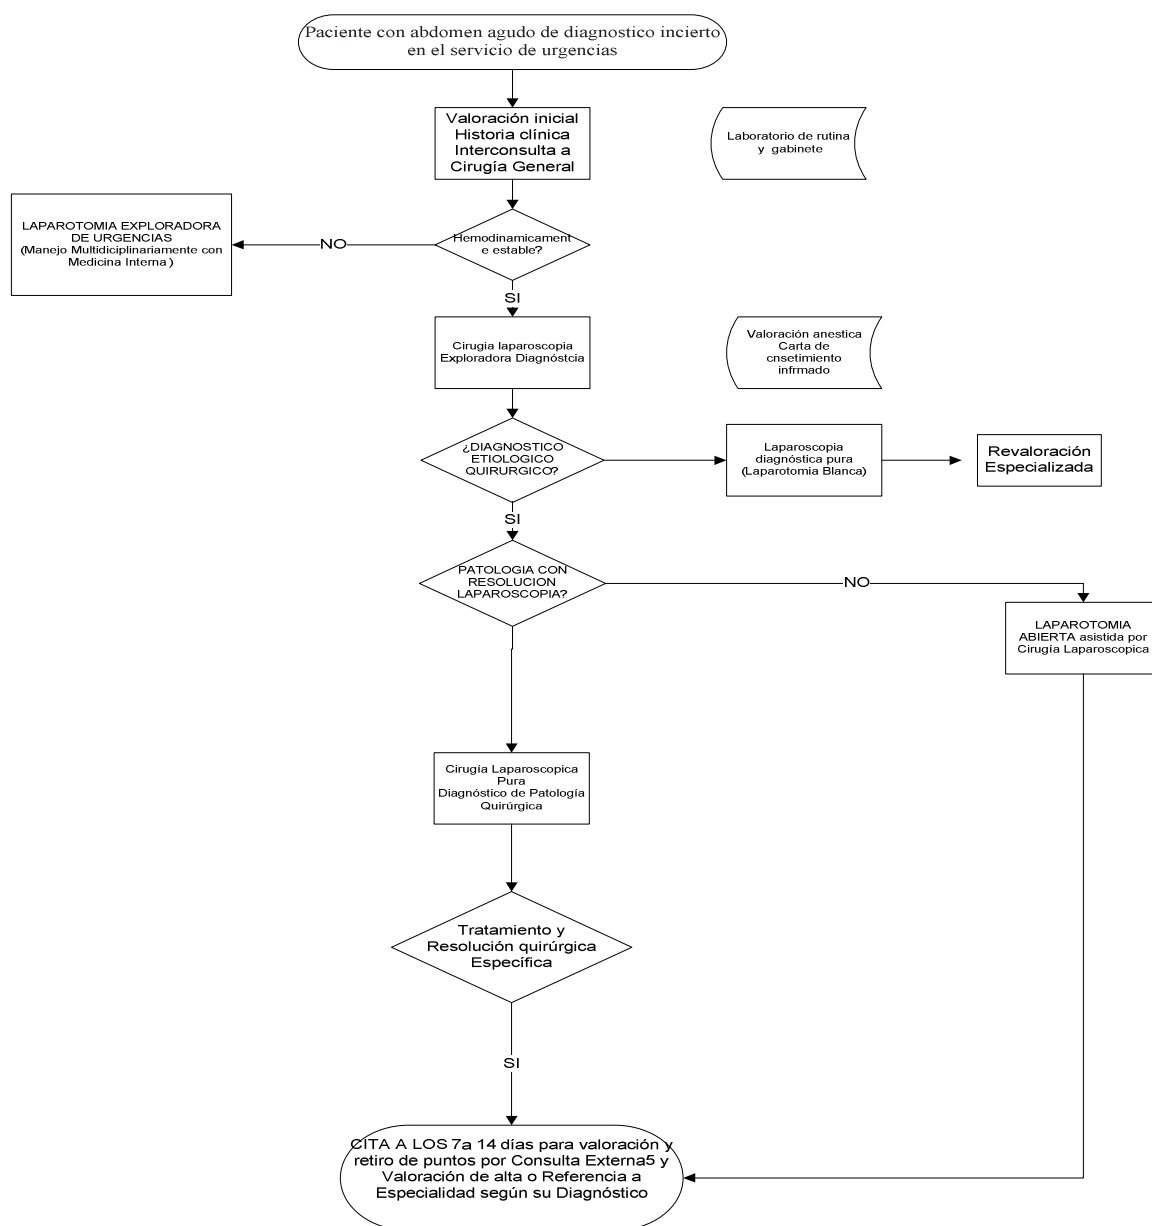 Paciente con abdomen agudo de diagnostico incierto
en el servicio de urgencias
Valoración inicial
Historia clínica
Interconsulta a
Cirugía General
Laboratorio de rutina
y gabinete
LAPAROTOMIA EXPLORADORA
DE URGENCIAS
(Manejo Multidiciplinariamente con
Medicina Interna )
NO
Hemodinamicament
e estable?
SI
Cirugia laparoscopia
Exploradora Diagnóstcia
Valoración anestica
Carta de
cnsetimiento
infrmado
¿DIAGNOSTICO
ETIOLOGICO
QUIRURGICO?
Laparoscopia
diagnóstica pura
(Laparotomia Blanca)
Revaloración
Especializada
SI
PATOLOGIA CON
RESOLUCION
LAPAROSCOPIA?
NO
LAPAROTOMIA
ABIERTA asistida por
Cirugía Laparoscopica
Cirugía Laparoscopica
Pura
Diagnóstico de Patología
Quirúrgica
Tratamiento y
Resolución quirúrgica
Específica
SI
CITA A LOS 7a 14 días para valoración y
retiro de puntos por Consulta Externa5 y
Valoración de alta o Referencia a
Especialidad según su Diagnóstico